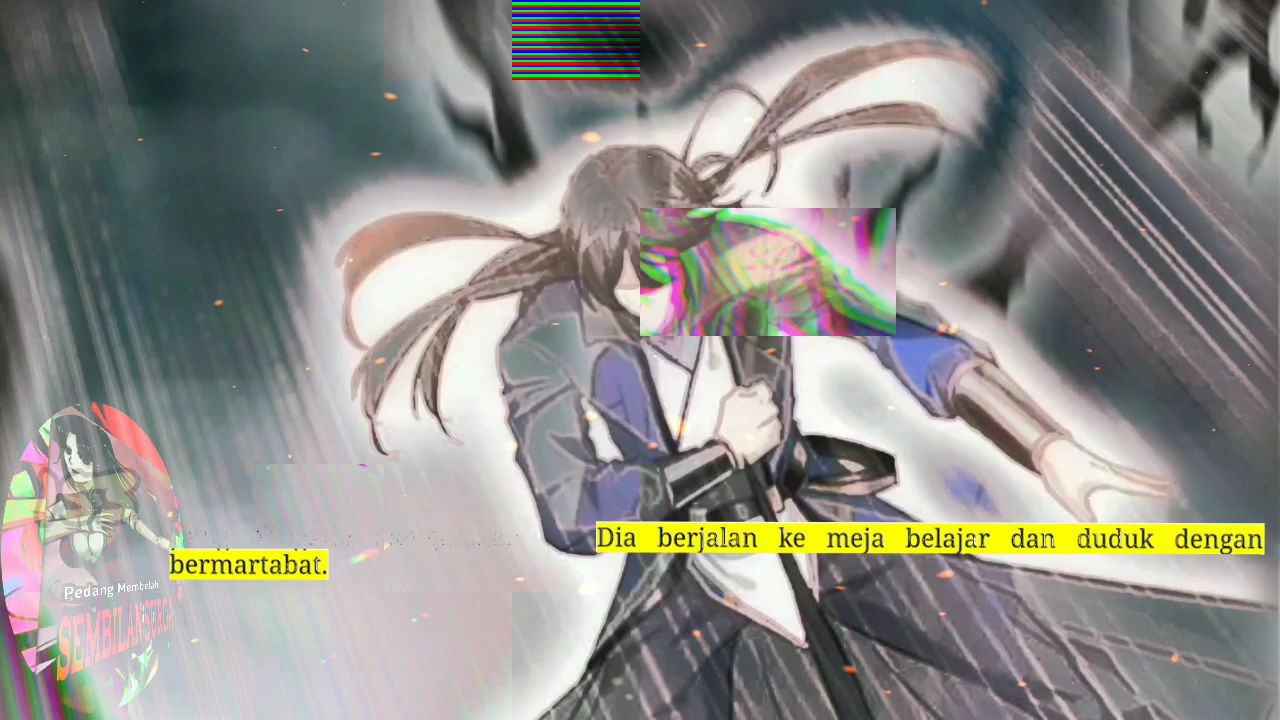 Dia berjalan ke meja belajar dan duduk dengan
bermartabat.
Pedang Membelah
SEMBILAN SURGA